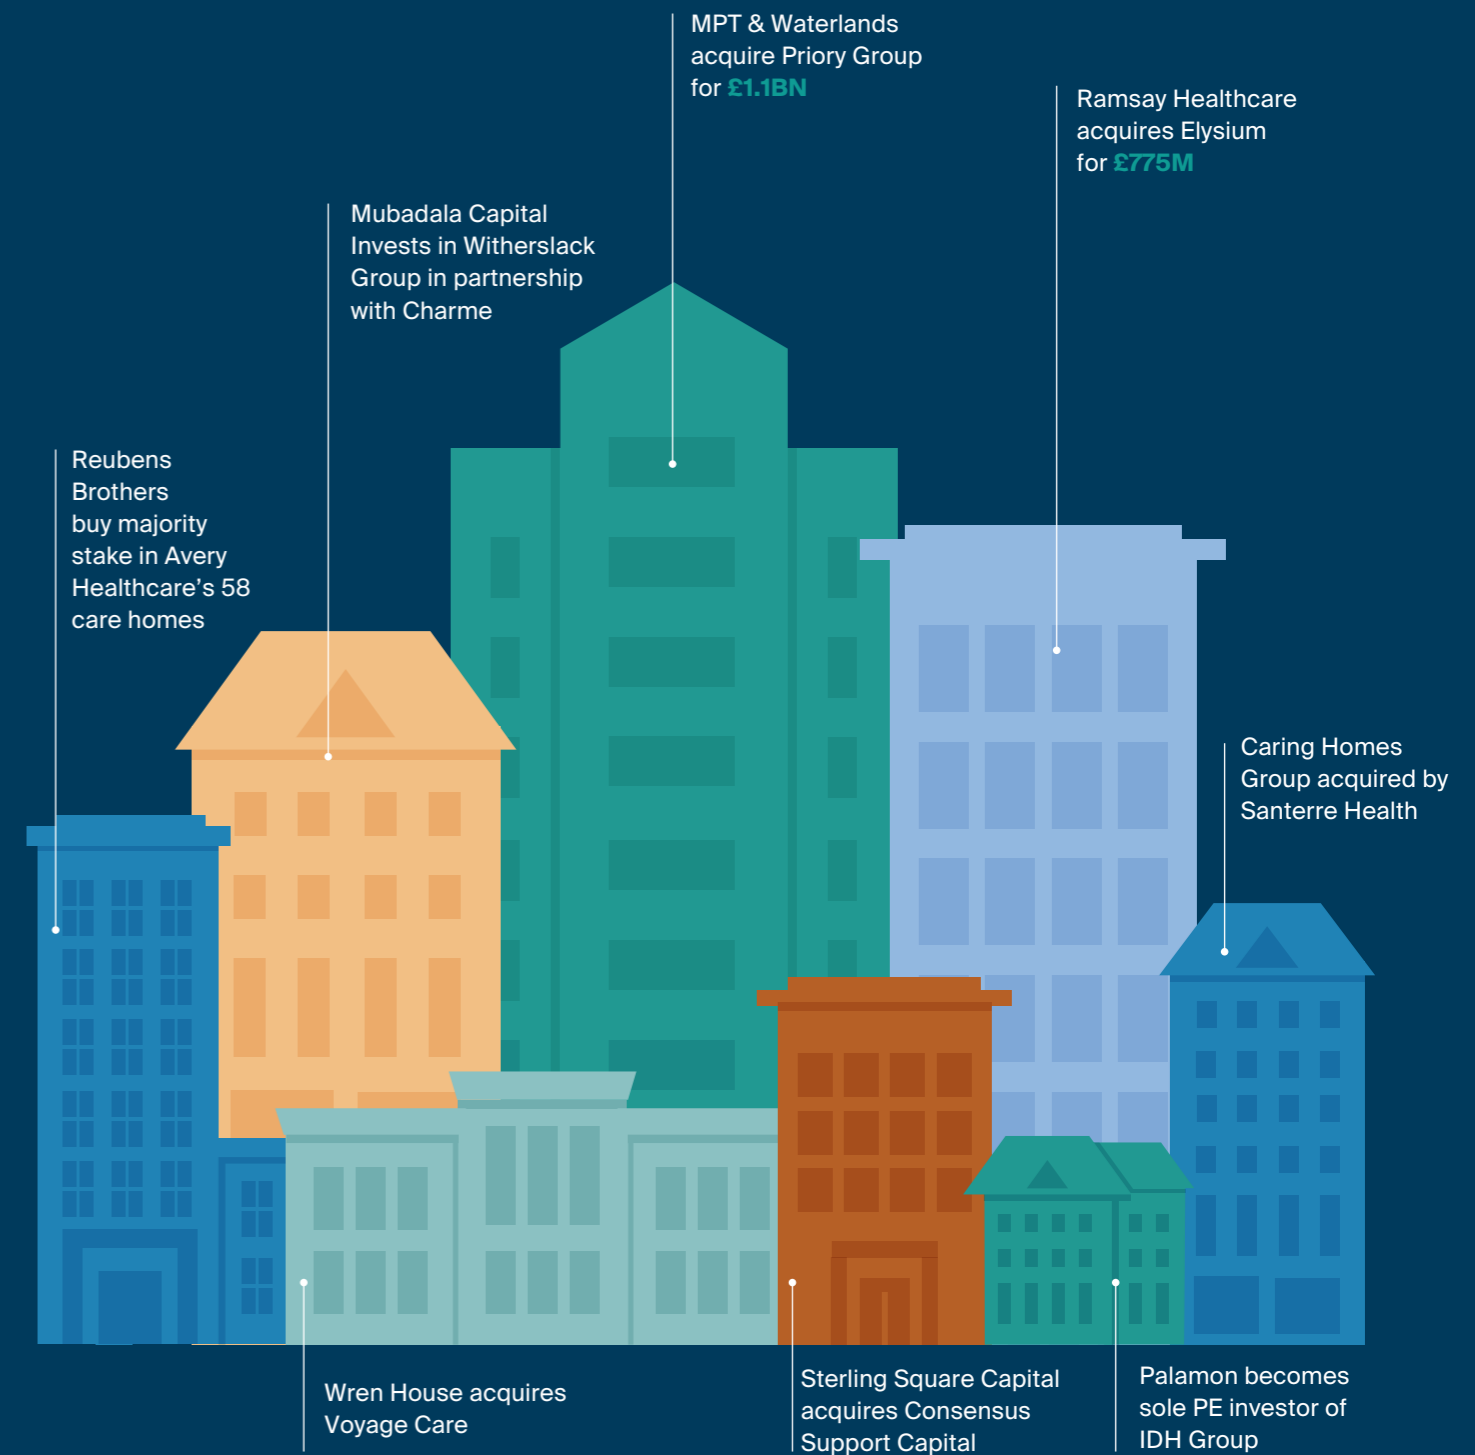 MPT & Waterlands
acquire Priory Group
for £1.1BN
Ramsay Healthcare
acquires Elysium
for £775M
Mubadala Capital
Invests in Witherslack
Group in partnership
with Charme
Reubens
Brothers
buy majority
stake in Avery
Healthcare’s 58
care homes
Caring Homes
Group acquired by
Santerre Health
Wren House acquires
Voyage Care
Sterling Square Capital
acquires Consensus
Support Capital
Palamon becomes
sole PE investor of
IDH Group